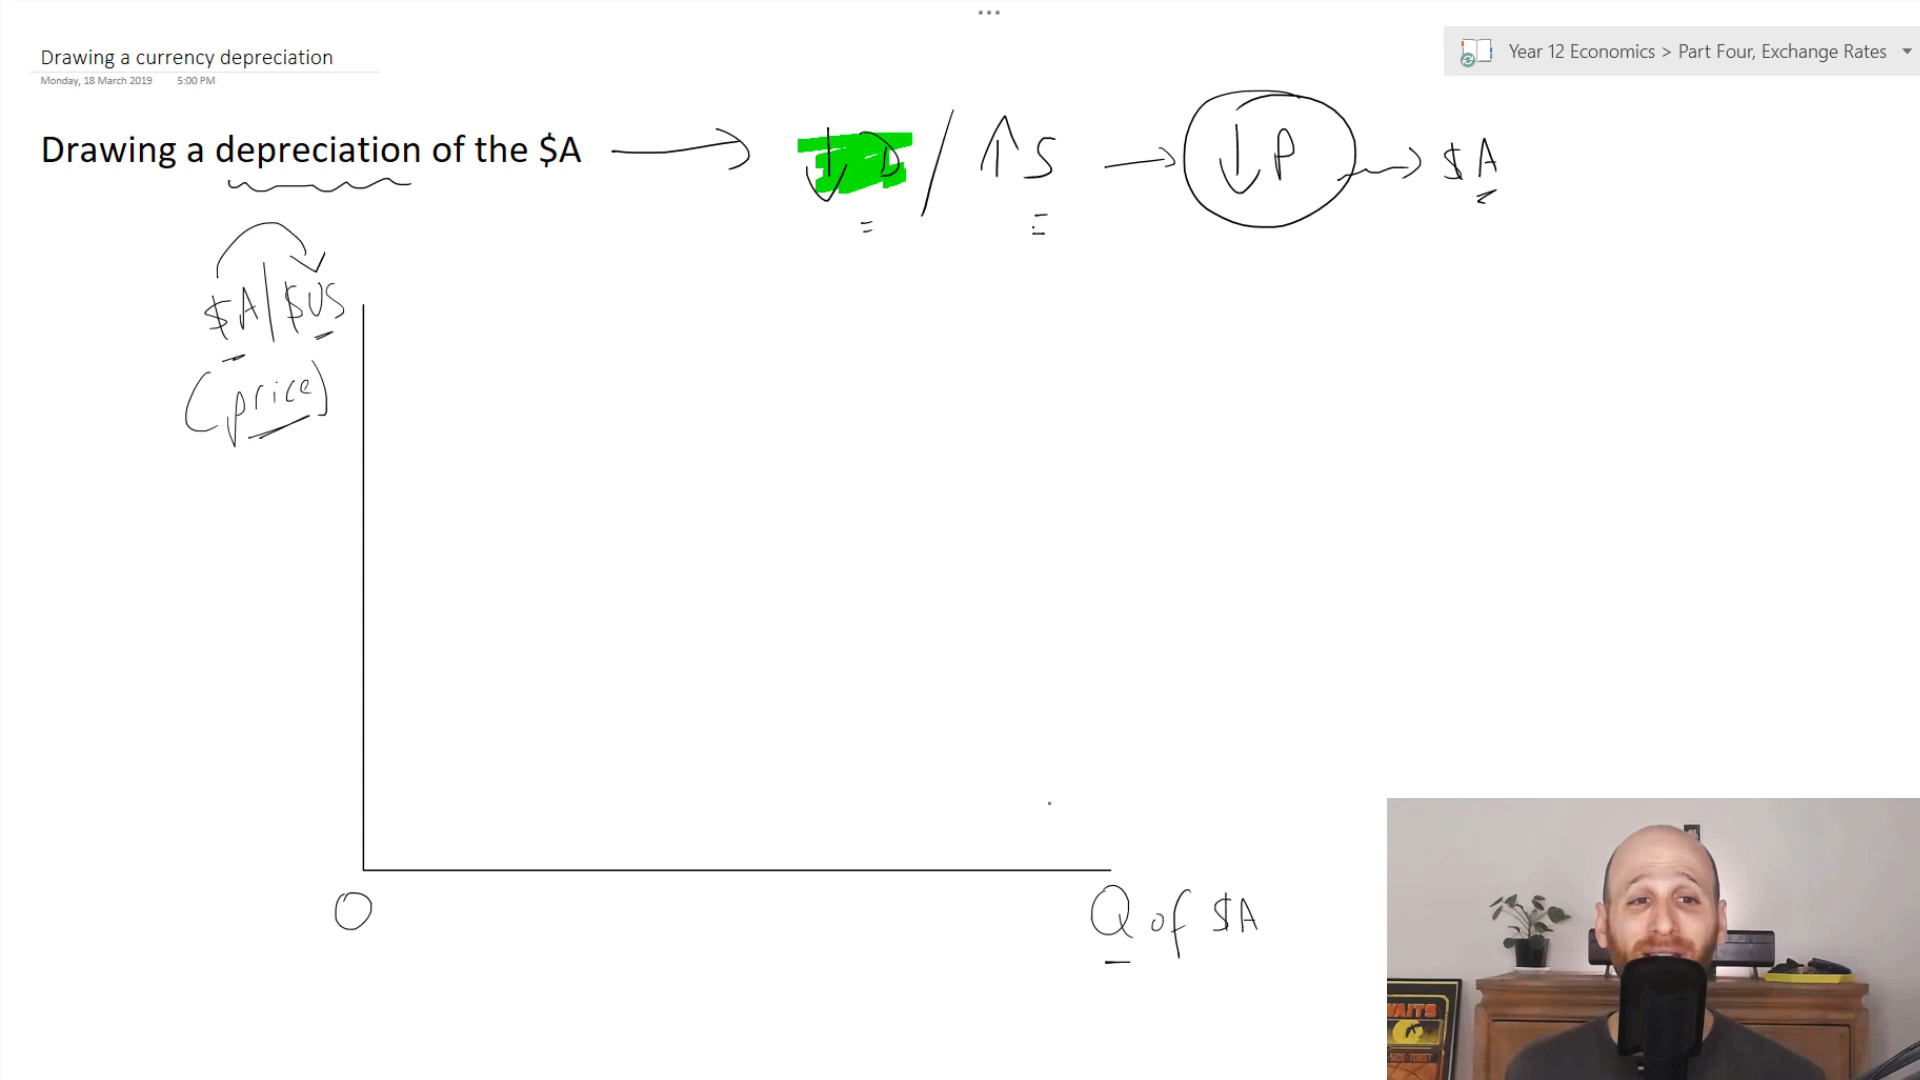 Drawing a currency depreciation
Monday, 18 March 2019 5:00 PM
Year 12 Economics > Part Four, Exchange Rates
Drawing a depreciation of the $A → ↓ D / ↑ S → ↓ P → $A
$A/$US
(price)
O
Q of $A
WAITS